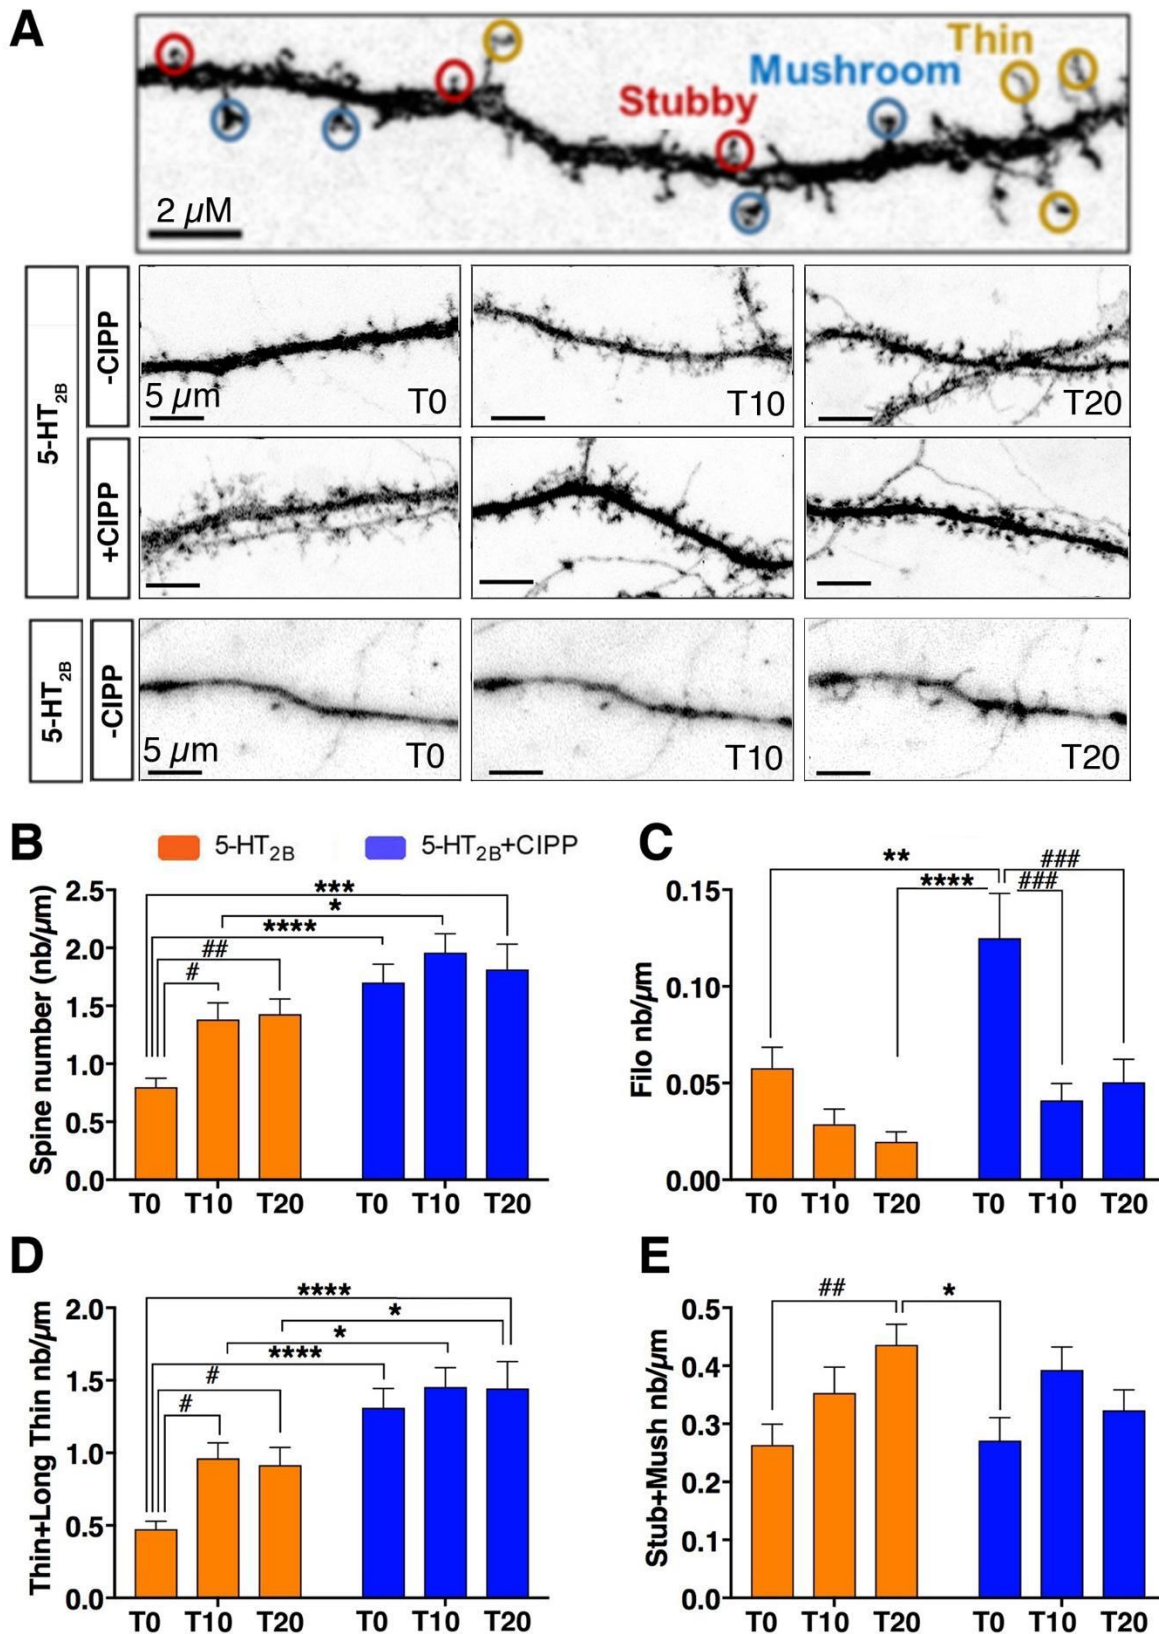 A
Thin
Mushroom
Stubby
2 µM
5-HT2B
-CIPP
5 µm
T0
T10
T20
+CIPP
5-HT2B
-CIPP
5 µm
T0
T10
T20
B
5-HT2B
5-HT2B+CIPP
Spine number (nb/µm)
2.5
2.0
1.5
1.0
0.5
0.0
***
*
****
##
#
T0 T10 T20 T0 T10 T20
C
Filo nb/µm
0.15
0.10
0.05
0.00
** ###
**** ###
T0 T10 T20 T0 T10 T20
D
Thin+Long Thin nb/µm
2.0
1.5
1.0
0.5
0.0
****
*
*
****
#
#
T0 T10 T20 T0 T10 T20
E
Stub+Mush nb/µm
0.5
0.4
0.3
0.2
0.1
0.0
## *
T0 T10 T20 T0 T10 T20